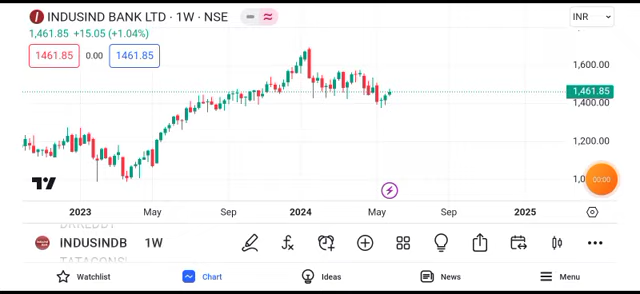 INDUSIND BANK LTD · 1W · NSE
INR
1,461.85 +15.05 (+1.04%)
1461.85 0.00 1461.85
1,600.00
1,461.85
1,400.00
1,200.00
00:00
2023 May Sep 2024 May Sep 2025
INDUSINDB 1W
Watchlist Chart Ideas News Menu